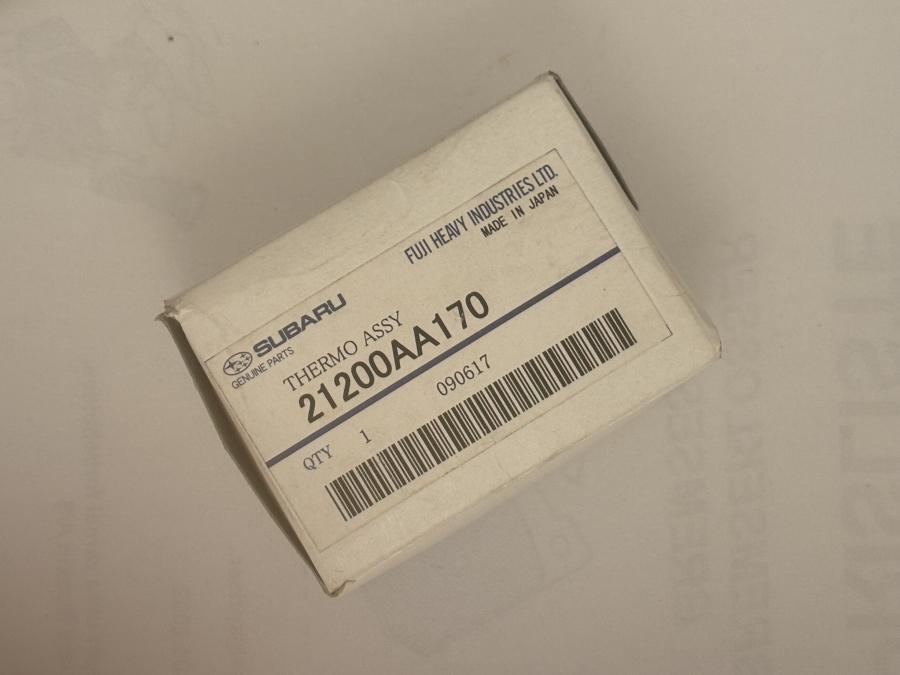 SUBARU
GENUINE PARTS
FUJI HEAVY INDUSTRIES LTD.
MADE IN JAPAN
THERMO ASSY
21200AA170
QTY 1
090617